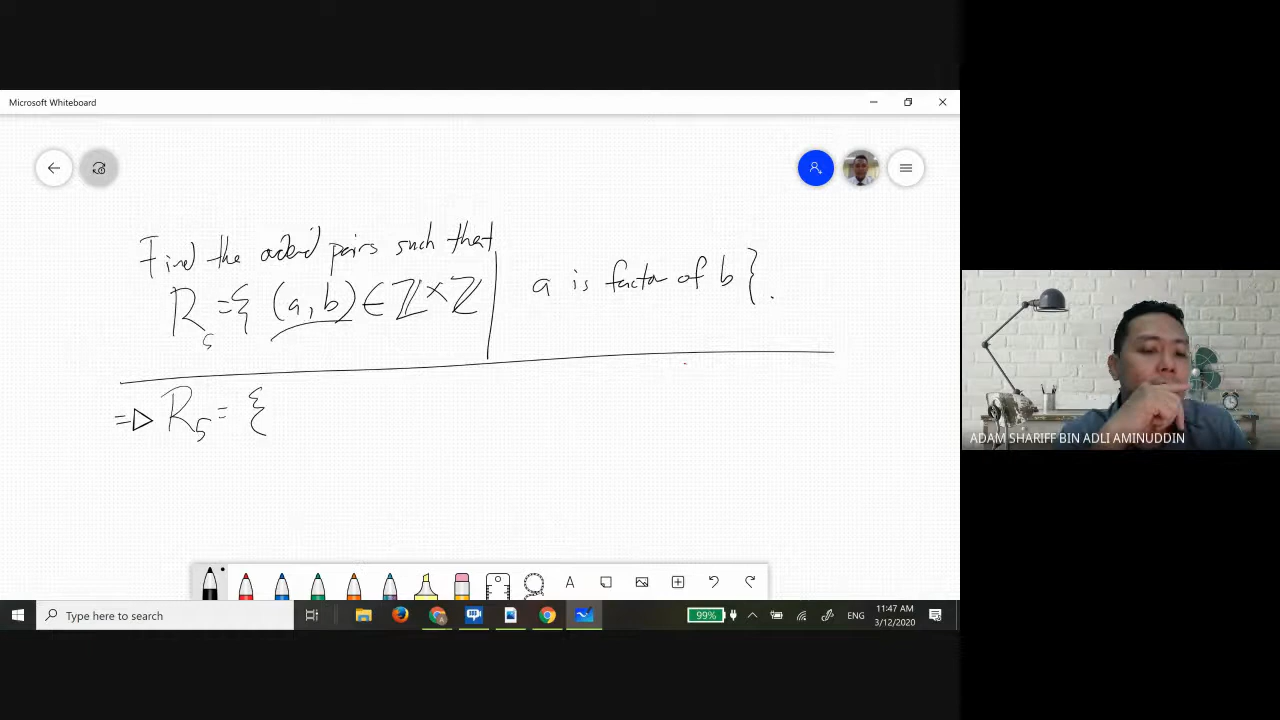 Microsoft Whiteboard
Find the ordered pairs such that
R₅ = { (a, b) ∈ ℤ × ℤ | a is factor of b } .
⇒ R₅ = {
ADAM SHARIFF BIN ADLI AMINUDDIN
A
Type here to search
99%
ENG
11:47 AM
3/12/2020